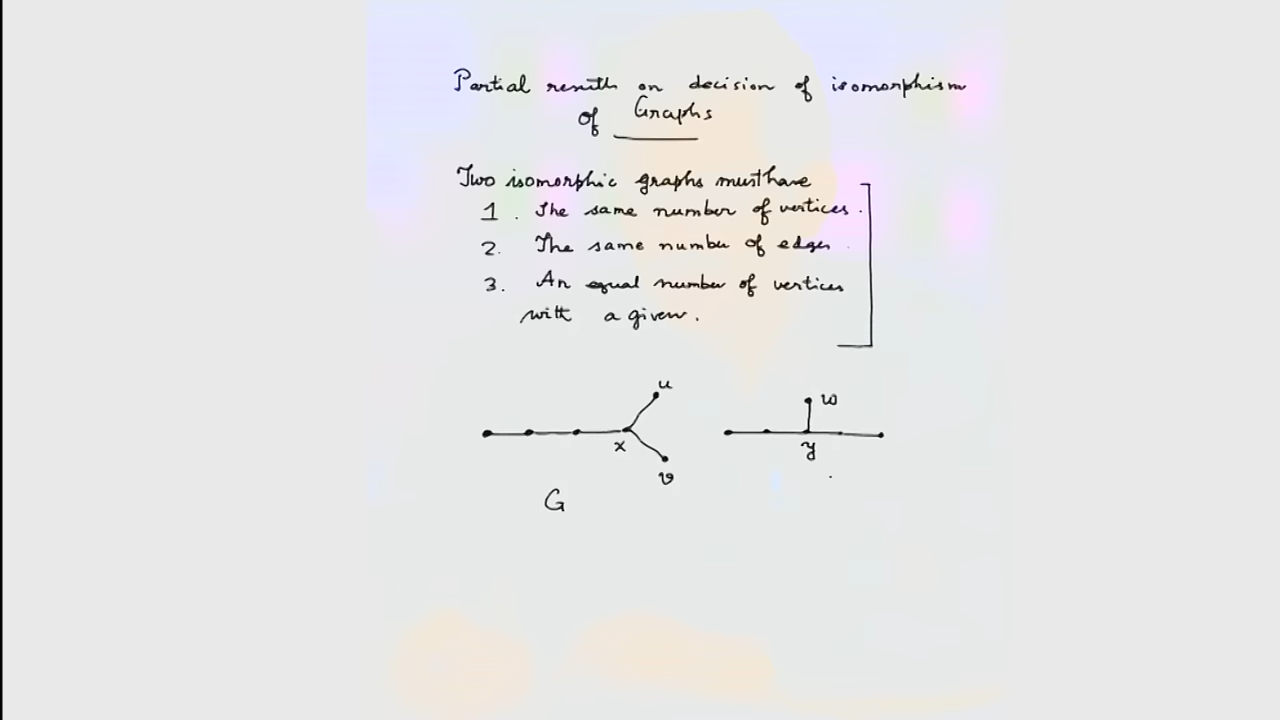 Partial results on decision of isomorphism
of Graphs
Two isomorphic graphs must have
1. The same number of vertices.
2. The same number of edges
3. An equal number of vertices
with a given.
u
w
x
y
v
G